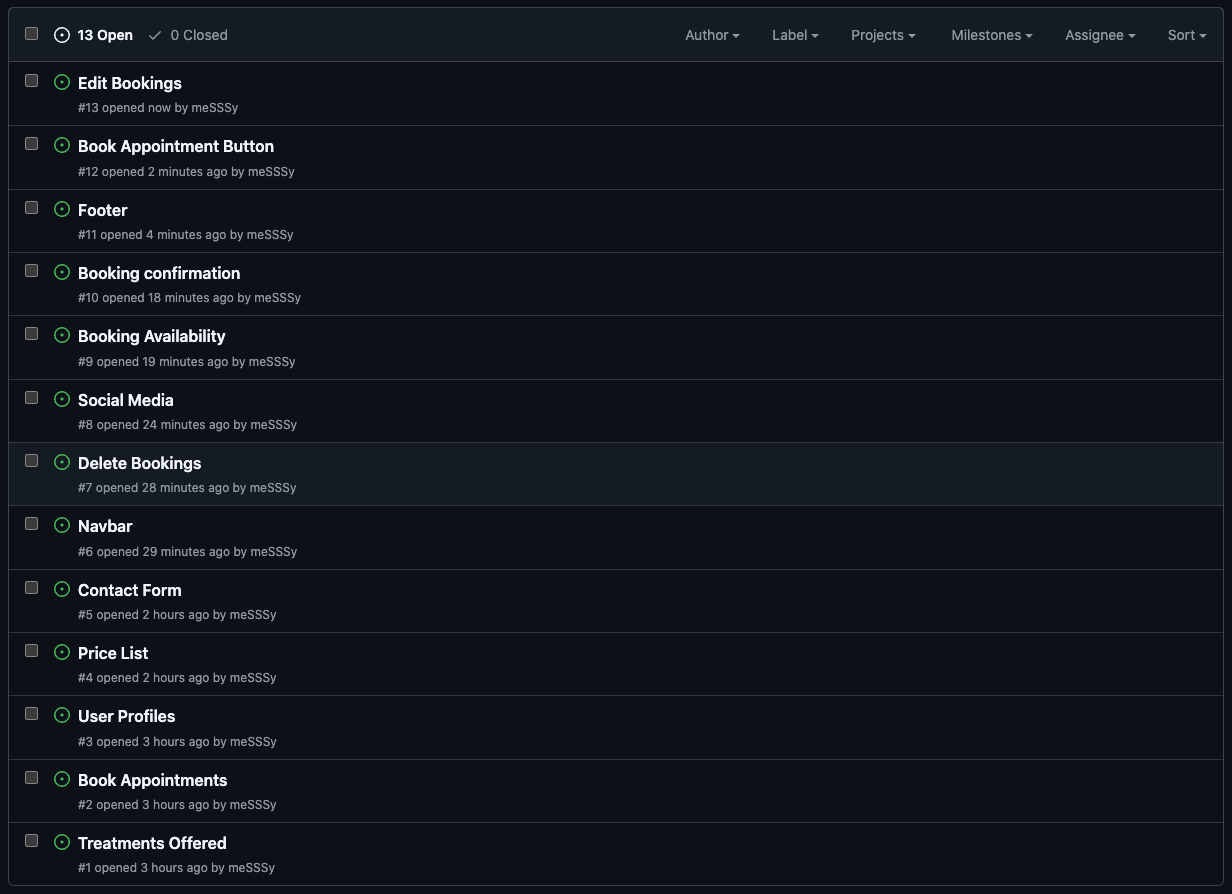 13 Open 0 Closed Author Label Projects Milestones Assignee Sort
Edit Bookings
#13 opened now by meSSSy
Book Appointment Button
#12 opened 2 minutes ago by meSSSy
Footer
#11 opened 4 minutes ago by meSSSy
Booking confirmation
#10 opened 18 minutes ago by meSSSy
Booking Availability
#9 opened 19 minutes ago by meSSSy
Social Media
#8 opened 24 minutes ago by meSSSy
Delete Bookings
#7 opened 28 minutes ago by meSSSy
Navbar
#6 opened 29 minutes ago by meSSSy
Contact Form
#5 opened 2 hours ago by meSSSy
Price List
#4 opened 2 hours ago by meSSSy
User Profiles
#3 opened 3 hours ago by meSSSy
Book Appointments
#2 opened 3 hours ago by meSSSy
Treatments Offered
#1 opened 3 hours ago by meSSSy